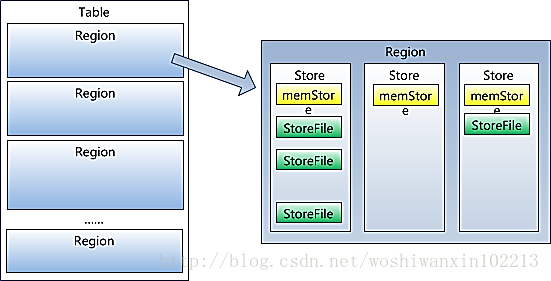 Table
Region
Region
Region
......
Region
Region
Store
memStor
e
StoreFile
StoreFile
StoreFile
Store
memStor
e
Store
memStor
e
StoreFile
http://blog.csdn.net/woshiwanxin102213